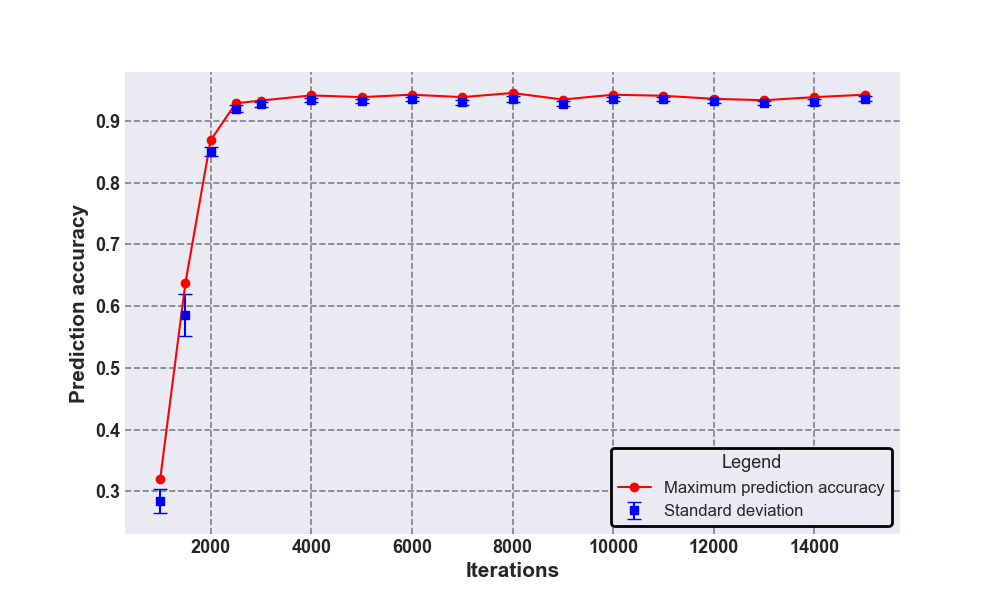 Prediction accuracy
0.9
0.8
0.7
0.6
0.5
0.4
0.3
Legend
Maximum prediction accuracy
Standard deviation
2000 4000 6000 8000 10000 12000 14000
Iterations